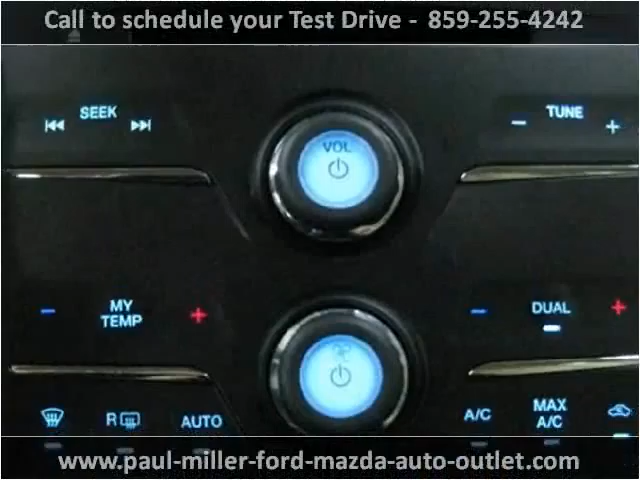 Call to schedule your Test Drive - 859-255-4242
SEEK
TUNE
VOL
- +
- MY TEMP +
- DUAL +
R
AUTO
A/C
MAX
A/C
www.paul-miller-ford-mazda-auto-outlet.com